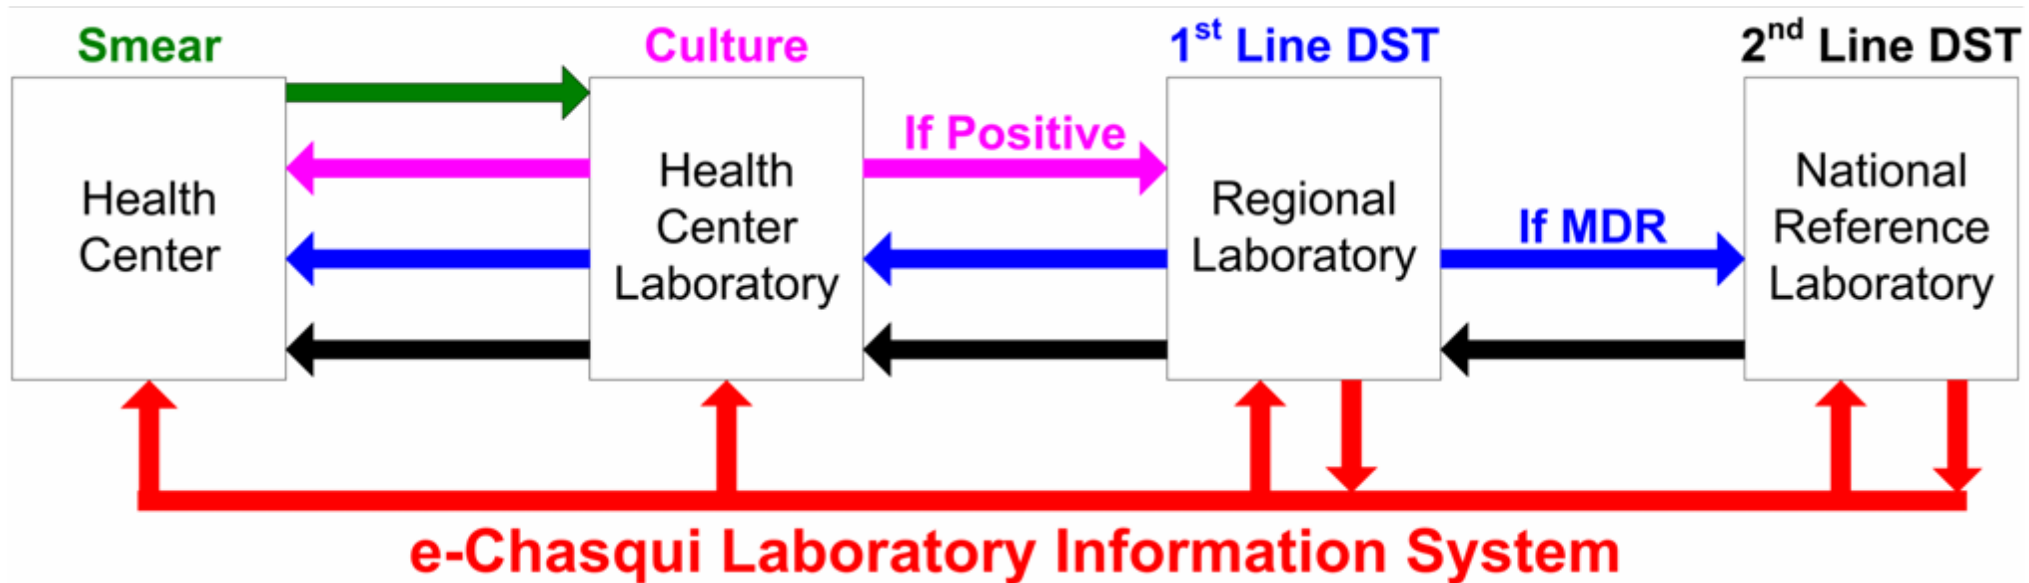 Smear
Culture
1st Line DST
2nd Line DST
If Positive
Health
Center
Health
Center
Laboratory
Regional
Laboratory
If MDR
National
Reference
Laboratory
e-Chasqui Laboratory Information System